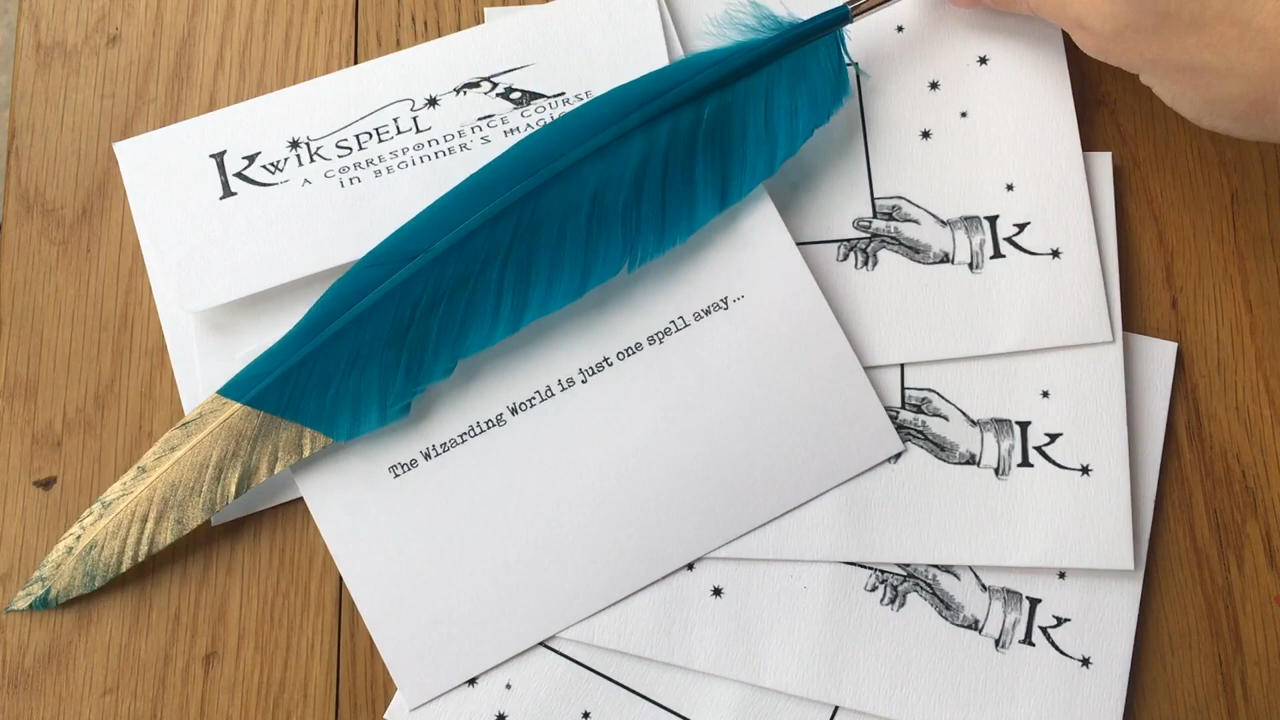 KWIKSPELL
A CORRESPONDENCE COURSE
IN BEGINNER'S MAGIC
The Wizarding World is just one spell away...
K
K
K